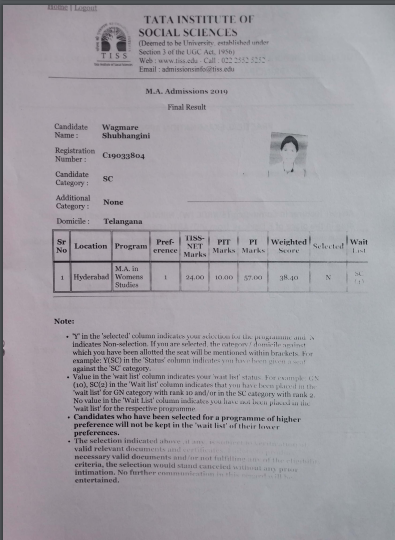 Home | Logout
TATA INSTITUTE OF
SOCIAL SCIENCES
(Deemed to be University, established under
Section 3 of the UGC Act, 1956)
Web : www.tiss.edu Call : 022 2552 5252
Email : admissionsinfo@tiss.edu
TISS
M.A. Admissions 2019
Final Result
Candidate Name : Wagmare Shubhangini
Registration Number : C19033804
Candidate Category : SC
Additional Category : None
Domicile : Telangana
Sr No Location Program Preference TISS-NET Marks PIT Marks PI Marks Weighted Score Selected Wait List
1 Hyderabad M.A. in Womens Studies 1 24.00 10.00 57.00 38.40 N SC
Note:
• 'Y' in the 'selected' column indicates your selection for the programme and 'N'
indicates Non-selection. If you are selected, the category / domicile against
which you have been allotted the seat will be mentioned within brackets. For
example: Y(SC) in the 'Status' column indicates you have been given a seat
against the 'SC' category.
• Value in the 'wait list' column indicates your 'wait list' status. For example, GN
(10), SC(2) in the 'Wait list' column indicates that you have been placed in the
'wait list' for GN category with rank 10 and/or in the SC category with rank 2.
No value in the 'Wait List' column indicates you have not been placed in the
'wait list' for the respective programme
• Candidates who have been selected for a programme of higher
preference will not be kept in the 'wait list' of their lower
preferences.
• The selection indicated above, if any
valid relevant documents and
necessary valid documents and/or not fulfilling
criteria, the selection would stand canceled without any prior
intimation. No further communication
entertained.